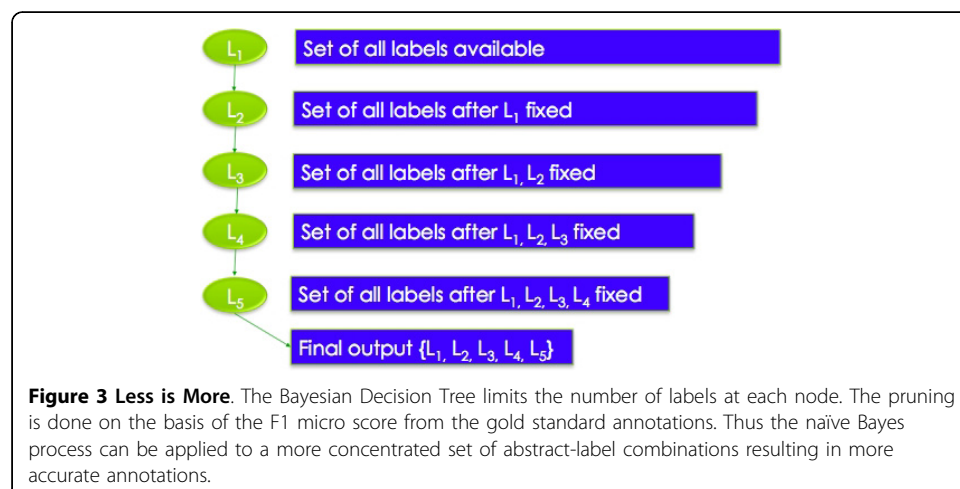 L₁ Set of all labels available
L₂ Set of all labels after L₁ fixed
L₃ Set of all labels after L₁, L₂ fixed
L₄ Set of all labels after L₁, L₂, L₃ fixed
L₅ Set of all labels after L₁, L₂, L₃, L₄ fixed
Final output {L₁, L₂, L₃, L₄, L₅}
Figure 3 Less is More. The Bayesian Decision Tree limits the number of labels at each node. The pruning
is done on the basis of the F1 micro score from the gold standard annotations. Thus the naïve Bayes
process can be applied to a more concentrated set of abstract-label combinations resulting in more
accurate annotations.